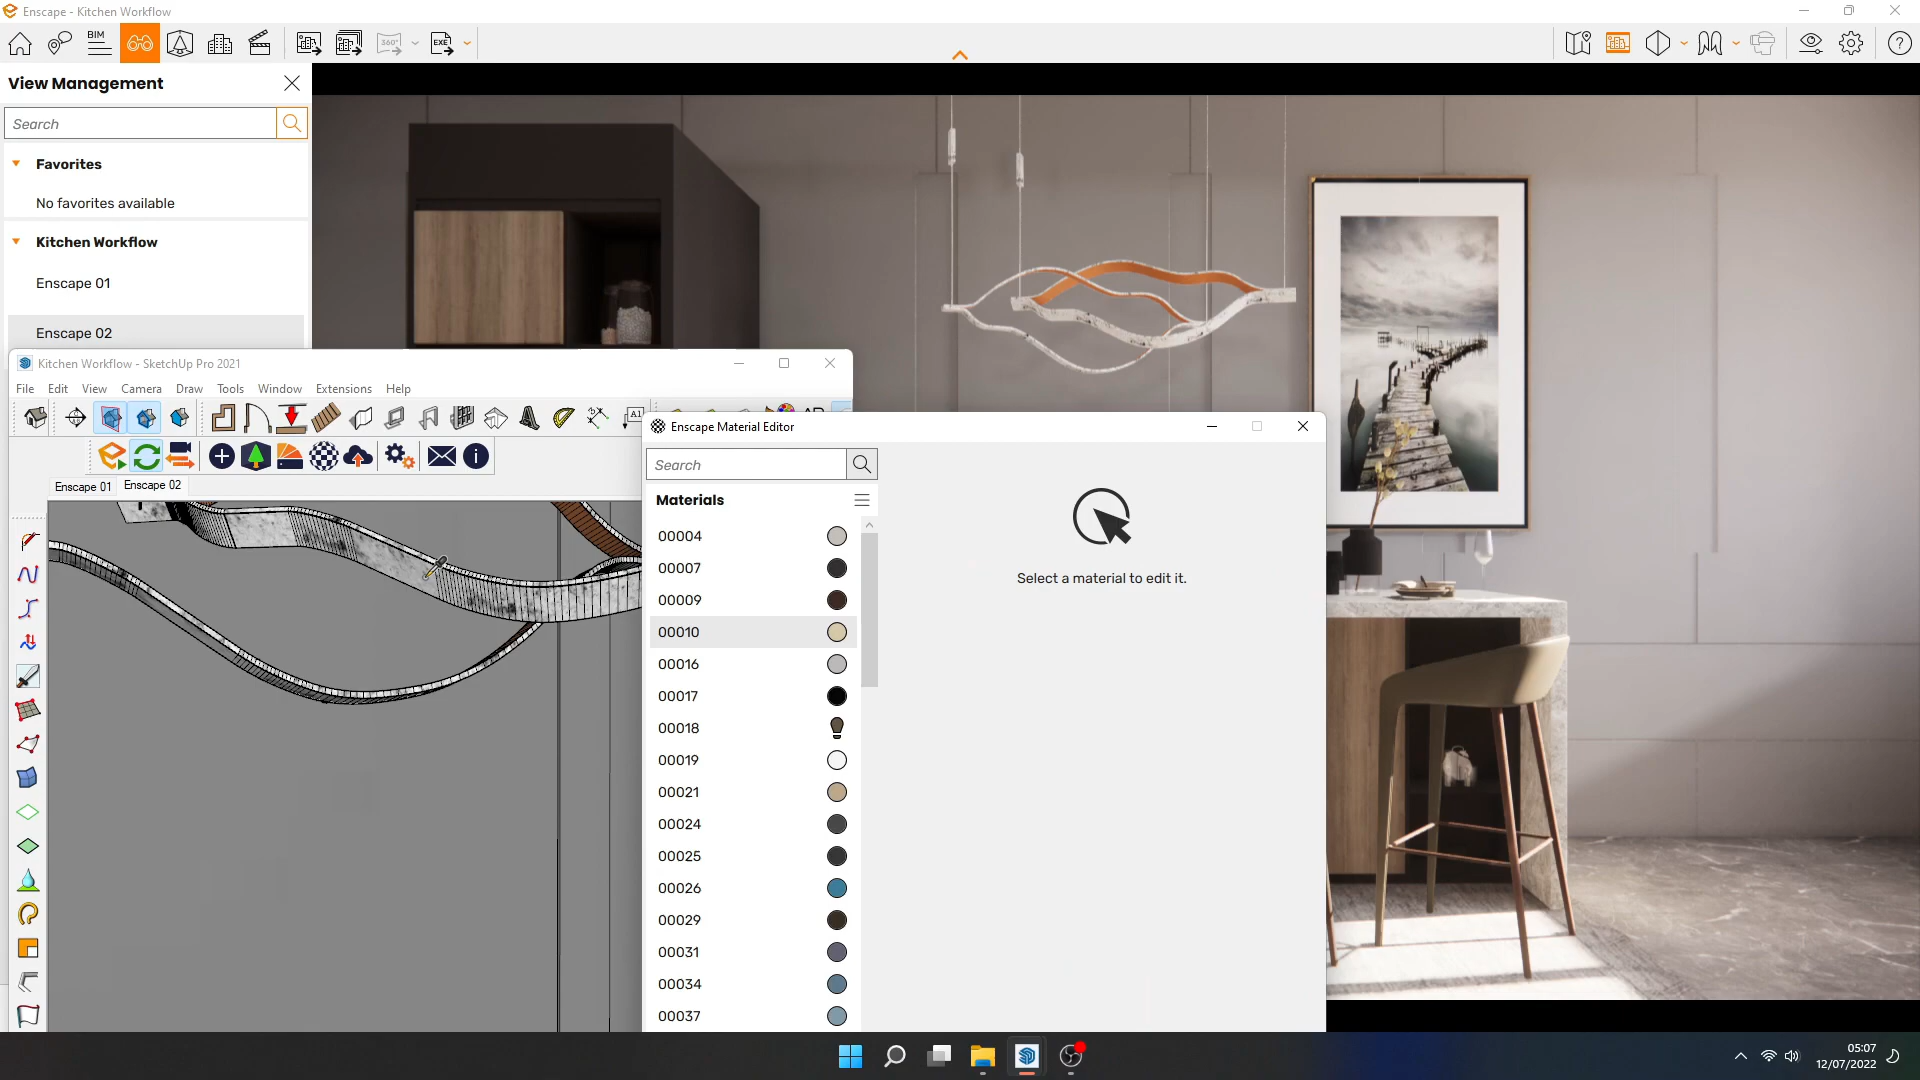 Enscape - Kitchen Workflow
BIM
360°
EXE
View Management
Search
Favorites
No favorites available
Kitchen Workflow
Enscape 01
Enscape 02
Kitchen Workflow - SketchUp Pro 2021
File Edit View Camera Draw Tools Window Extensions Help
A1
Enscape 01 Enscape 02
Enscape Material Editor
Search
Materials
00004
00007
00009
00010
00016
00017
00018
00019
00021
00024
00025
00026
00029
00031
00034
00037
Select a material to edit it.
05:07
12/07/2022